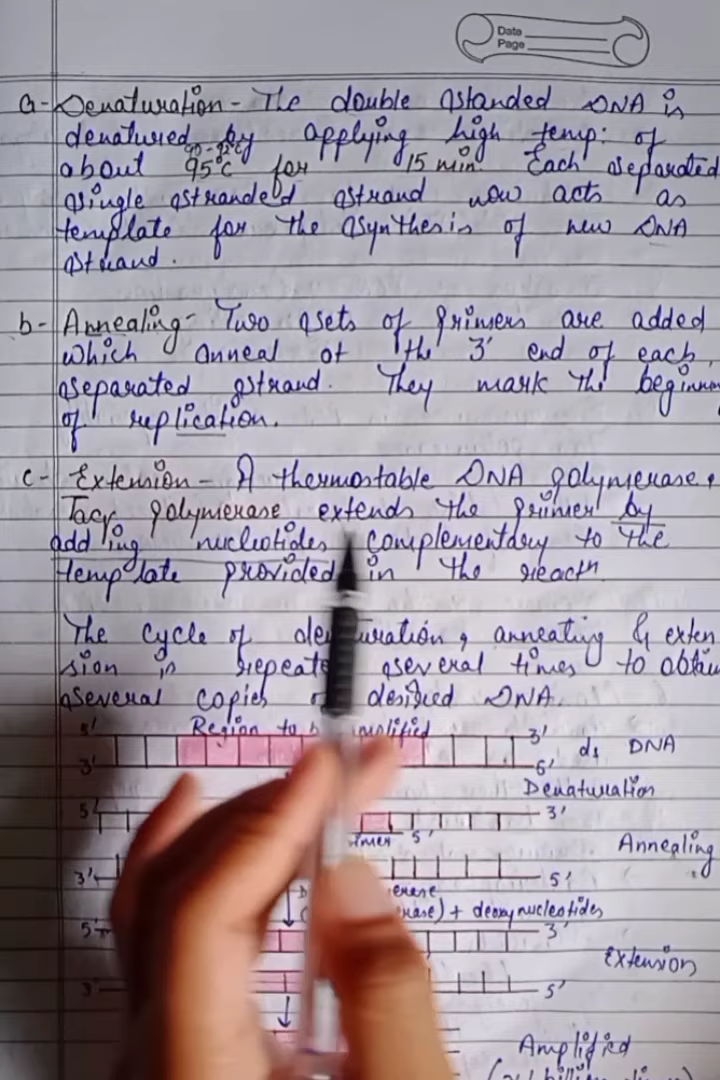 Date
Page
a- Denaturation - The double standed DNA is
denatured by applying high temp: of
about 95°C for 15 min. Each separated
single stranded strand now acts as
template for the synthesis of new DNA
strand.
b- Annealing - Two sets of primers are added
which anneal at the 3' end of each
separated strand. They mark the
of replication.
c- Extension - A thermostable DNA polymerase,
Tacr polymerase extends the primer by
adding nucleotides complementary to the
template provided in the reactn
The cycle of annealing & exten
sion is several times to
several copies desired DNA.
Region to
5' 3' ds DNA
3' 5'
Denaturation
5' 3'
5' Annealing
3' 5'
+ deoxynucleotides
5' 3'
Extension
3' 5'
Amplified